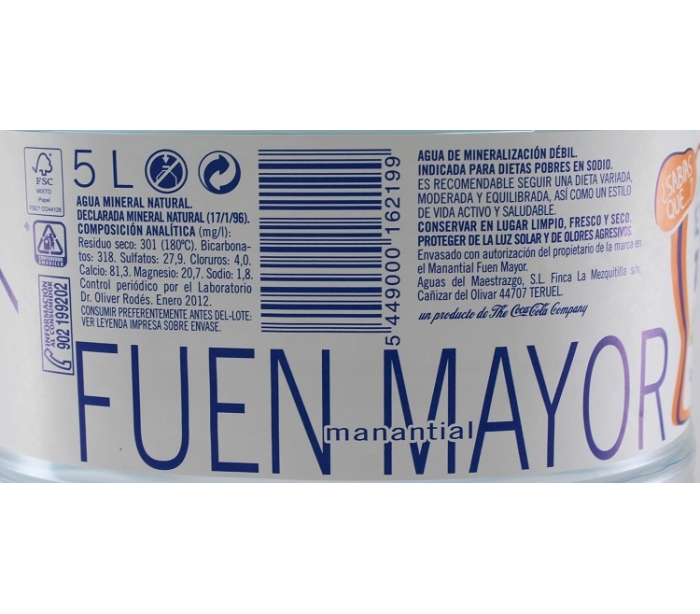 FSC
MIXTO
Papel
5 L
AGUA MINERAL NATURAL.
DECLARADA MINERAL NATURAL (17/1/96).
COMPOSICIÓN ANALÍTICA (mg/l):
Residuo seco: 301 (180ºC). Bicarbona-
tos: 318. Sulfatos: 27,9. Cloruros: 4,0.
Calcio: 81,3. Magnesio: 20,7. Sodio: 1,8.
Control periódico por el Laboratorio
Dr. Oliver Rodés. Enero 2012.
CONSUMIR PREFERENTEMENTE ANTES DEL-LOTE:
VER LEYENDA IMPRESA SOBRE ENVASE.
INFORMACIÓN
AL CONSUMIDOR
902 199202
5 449000 162199
AGUA DE MINERALIZACIÓN DÉBIL.
INDICADA PARA DIETAS POBRES EN SODIO.
ES RECOMENDABLE SEGUIR UNA DIETA VARIADA,
MODERADA Y EQUILIBRADA, ASÍ COMO UN ESTILO
DE VIDA ACTIVO Y SALUDABLE.
CONSERVAR EN LUGAR LIMPIO, FRESCO Y SECO.
PROTEGER DE LA LUZ SOLAR Y DE OLORES AGRESIVOS.
Envasado con autorización del propietario de la marca en
el Manantial Fuen Mayor.
Aguas del Maestrazgo, S.L. Finca La Mezquitilla s/n.
Cañizar del Olivar 44707 TERUEL.
un producto de The Coca-Cola Company
¿SABÍAS
QUE
FUEN MAYOR
manantial